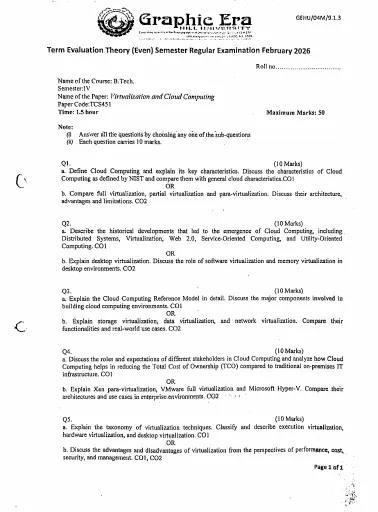 GEHU/04M/9.1.3
Graphic Era
HILL UNIVERSITY
Term Evaluation Theory (Even) Semester Regular Examination February 2026
Roll no..............................
Name of the Course: B.Tech.
Semester:IV
Name of the Paper: Virtualization and Cloud Computing
Paper Code:TCS451
Time: 1.5 hour Maximum Marks: 50
Note:
(i) Answer all the questions by choosing any one of the sub-questions
(ii) Each question carries 10 marks.
Q1. (10 Marks)
a. Define Cloud Computing and explain its key characteristics. Discuss the characteristics of Cloud
Computing as defined by NIST and compare them with general cloud characteristics.CO1
OR
b. Compare full virtualization, partial virtualization and para-virtualization. Discuss their architecture,
advantages and limitations. CO2
Q2. (10 Marks)
a. Describe the historical developments that led to the emergence of Cloud Computing, including
Distributed Systems, Virtualization, Web 2.0, Service-Oriented Computing, and Utility-Oriented
Computing. CO1
OR
b. Explain desktop virtualization. Discuss the role of software virtualization and memory virtualization in
desktop environments. CO2
Q3. (10 Marks)
a. Explain the Cloud Computing Reference Model in detail. Discuss the major components involved in
building cloud computing environments. CO1
OR
b. Explain storage virtualization, data virtualization, and network virtualization. Compare their
functionalities and real-world use cases. CO2
Q4. (10 Marks)
a. Discuss the roles and expectations of different stakeholders in Cloud Computing and analyze how Cloud
Computing helps in reducing the Total Cost of Ownership (TCO) compared to traditional on-premises IT
infrastructure. CO1
OR
b. Explain Xen para-virtualization, VMware full virtualization and Microsoft Hyper-V. Compare their
architectures and use cases in enterprise environments. CO2
Q5. (10 Marks)
a. Explain the taxonomy of virtualization techniques. Classify and describe execution virtualization,
hardware virtualization, and desktop virtualization. CO1
OR
b. Discuss the advantages and disadvantages of virtualization from the perspectives of performance, cost,
security, and management. CO1, CO2
Page 1 of 1